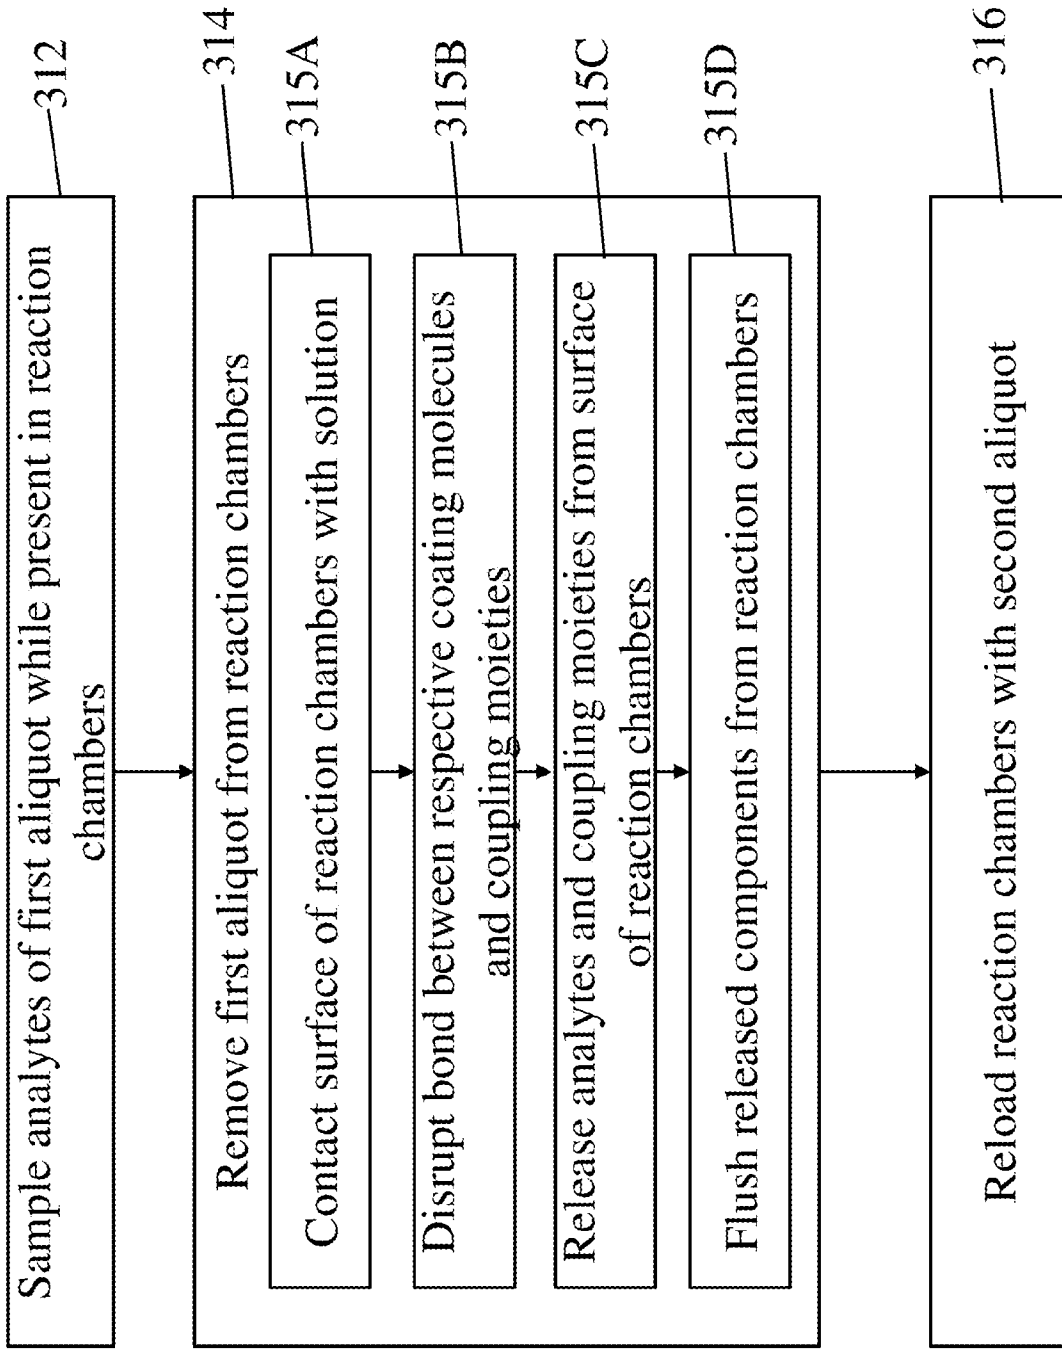 Sample analytes of first aliquot while present in reaction
chambers
312
Remove first aliquot from reaction chambers
314
Contact surface of reaction chambers with solution
315A
Disrupt bond between respective coating molecules
and coupling moieties
315B
Release analytes and coupling moieties from surface
of reaction chambers
315C
Flush released components from reaction chambers
315D
Reload reaction chambers with second aliquot
316